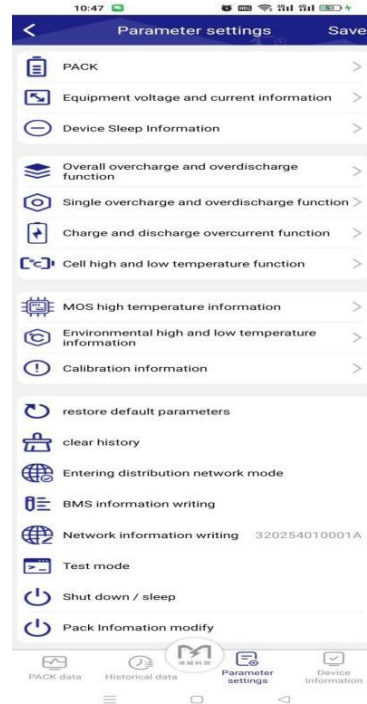 10:47
Parameter settings
Save
PACK
Equipment voltage and current information
Device Sleep Information
Overall overcharge and overdischarge
function
Single overcharge and overdischarge function
Charge and discharge overcurrent function
Cell high and low temperature function
MOS high temperature information
Environmental high and low temperature
information
Calibration information
restore default parameters
clear history
Entering distribution network mode
BMS information writing
Network information writing 320254010001A
Test mode
Shut down / sleep
Pack Infomation modify
PACK data
Historical data
Parameter
settings
Device
Information